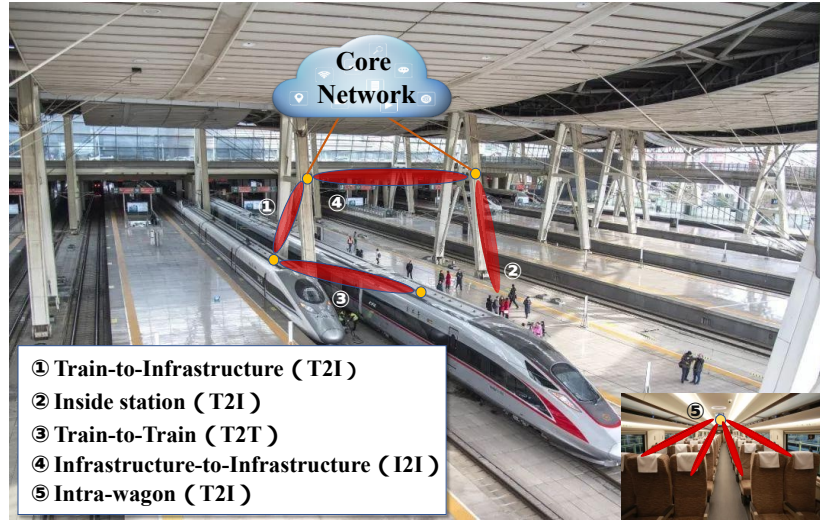 Core
Network
①
④
②
③
⑤
① Train-to-Infrastructure（T2I）
② Inside station（T2I）
③ Train-to-Train（T2T）
④ Infrastructure-to-Infrastructure（I2I）
⑤ Intra-wagon（T2I）